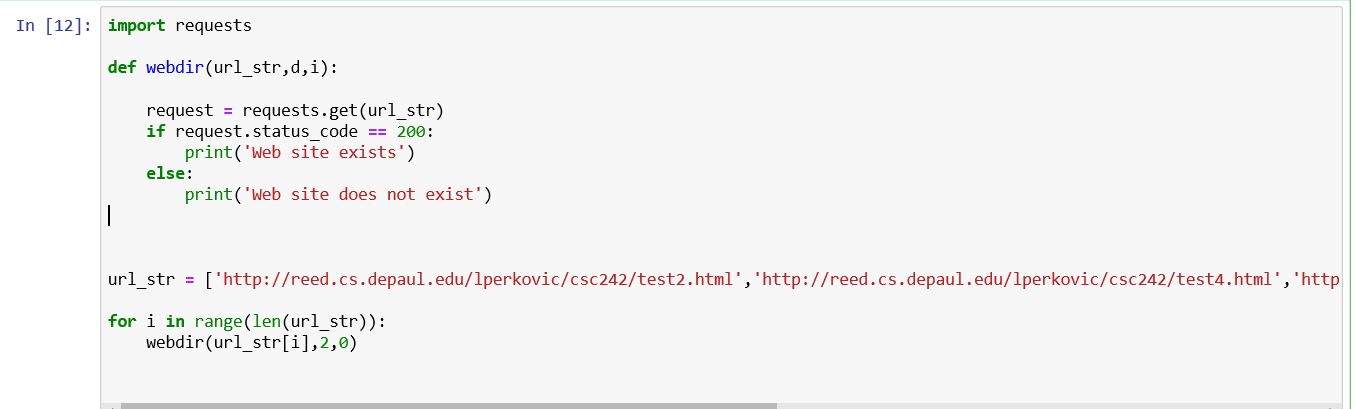 In [12]: import requests
def webdir(url_str,d,i):
request = requests.get(url_str)
if request.status_code == 200:
print('Web site exists')
else:
print('Web site does not exist')
url_str = ['http://reed.cs.depaul.edu/lperkovic/csc242/test2.html','http://reed.cs.depaul.edu/lperkovic/csc242/test4.html','http
for i in range(len(url_str)):
webdir(url_str[i],2,0)